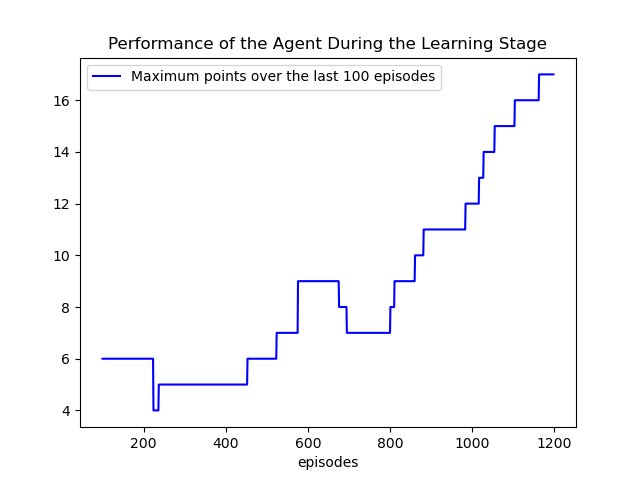 Performance of the Agent During the Learning Stage
Maximum points over the last 100 episodes
16
14
12
10
8
6
4
200 400 600 800 1000 1200
episodes